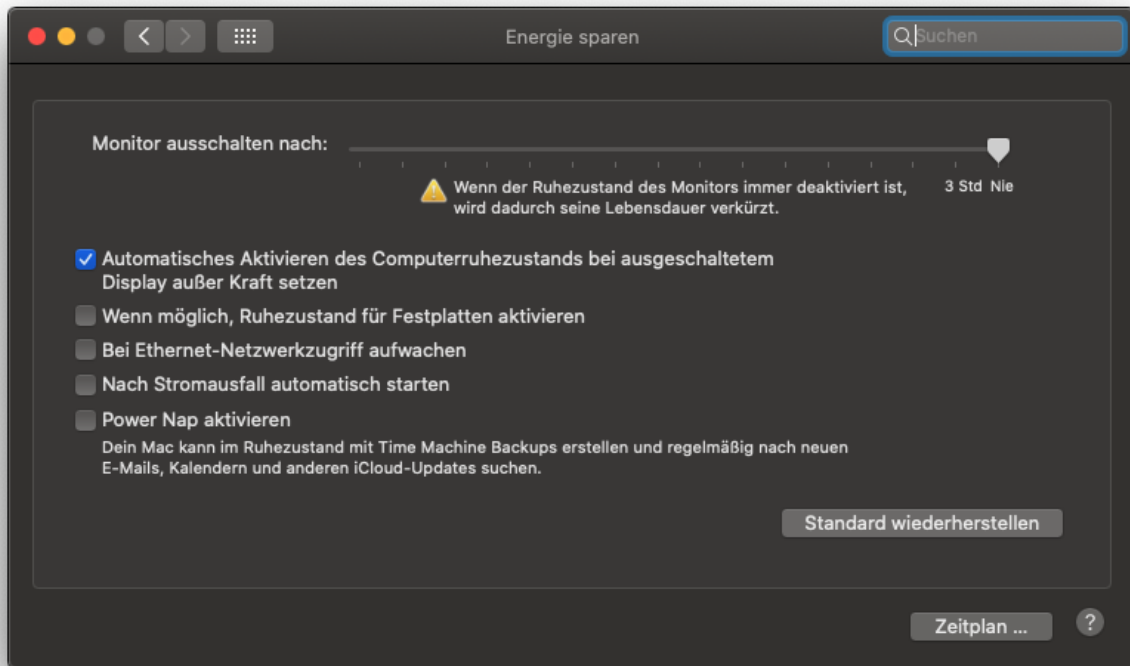 Energie sparen
Suchen
Monitor ausschalten nach:
3 Std Nie
Wenn der Ruhezustand des Monitors immer deaktiviert ist,
wird dadurch seine Lebensdauer verkürzt.
Automatisches Aktivieren des Computerruhezustands bei ausgeschaltetem
Display außer Kraft setzen
Wenn möglich, Ruhezustand für Festplatten aktivieren
Bei Ethernet-Netzwerkzugriff aufwachen
Nach Stromausfall automatisch starten
Power Nap aktivieren
Dein Mac kann im Ruhezustand mit Time Machine Backups erstellen und regelmäßig nach neuen
E-Mails, Kalendern und anderen iCloud-Updates suchen.
Standard wiederherstellen
Zeitplan ...
?